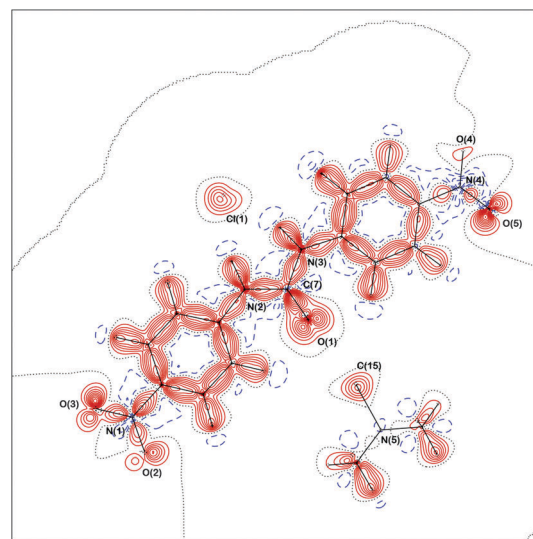 O(4)
N(4)
Cl(1)
O(5)
N(3)
C(7)
N(2)
O(1)
C(15)
O(3)
N(1)
N(5)
O(2)